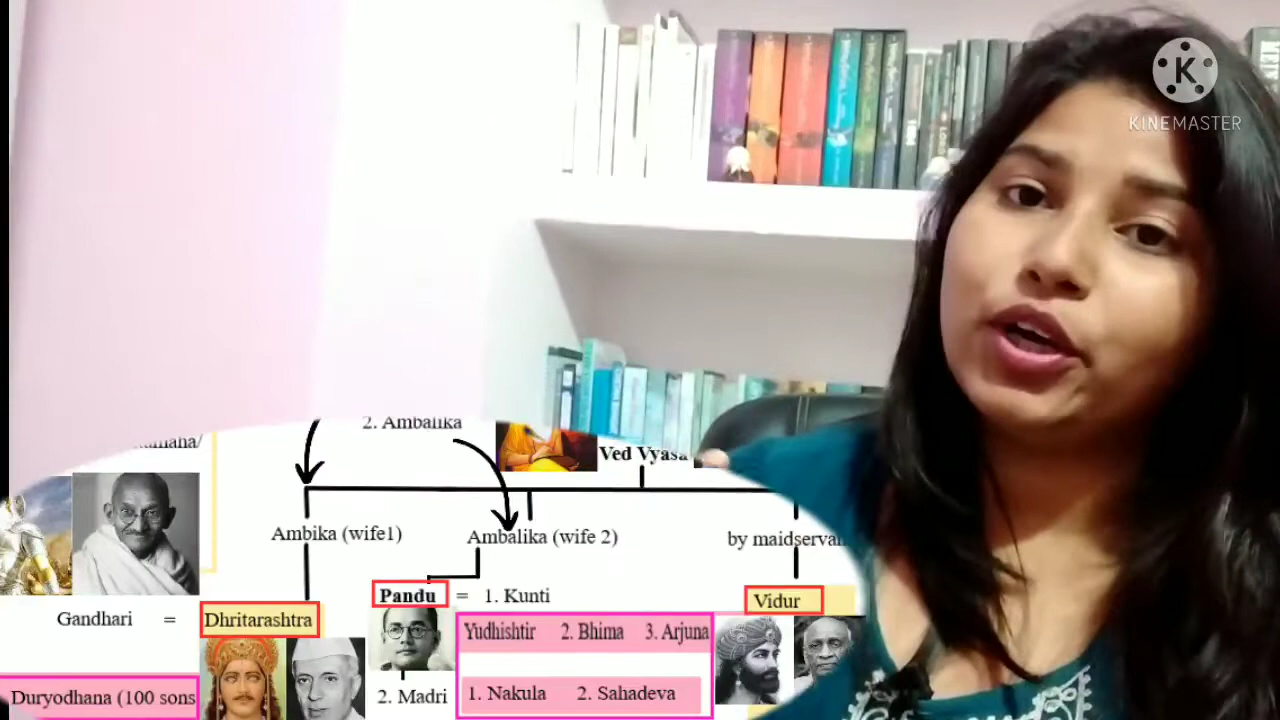 K
KINEMASTER
2. Ambalika
Ved Vyasa
Ambika (wife1)
Ambalika (wife 2)
by maidservan
Gandhari = Dhritarashtra
Pandu = 1. Kunti
Vidur
Yudhishtir 2. Bhima 3. Arjuna
Duryodhana (100 sons
2. Madri
1. Nakula 2. Sahadeva